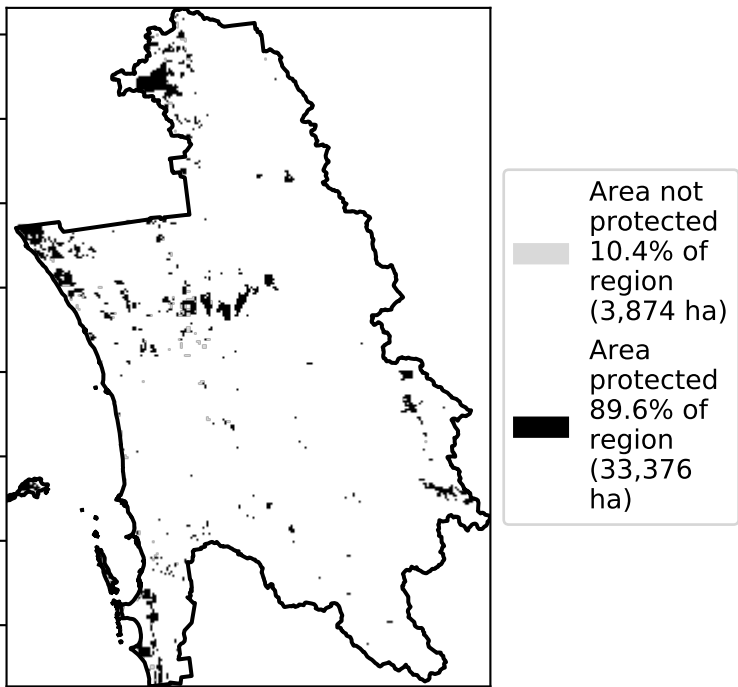 Area not
protected
10.4% of
region
(3,874 ha)
Area
protected
89.6% of
region
(33,376
ha)